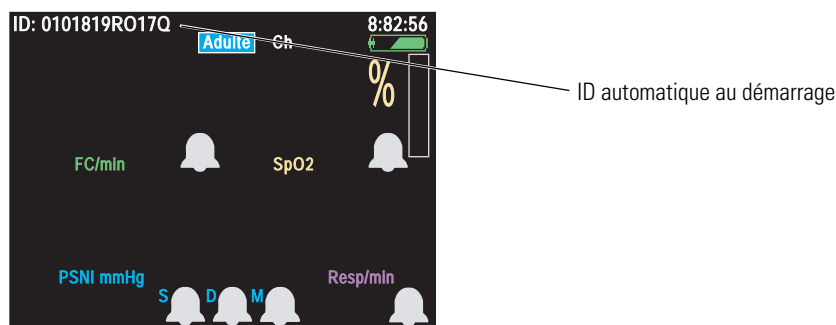 ID: 0101819RO17Q 8:82:56
Adulte Ch
%
ID automatique au démarrage
FC/min SpO2
PSNI mmHg Resp/min
S D M